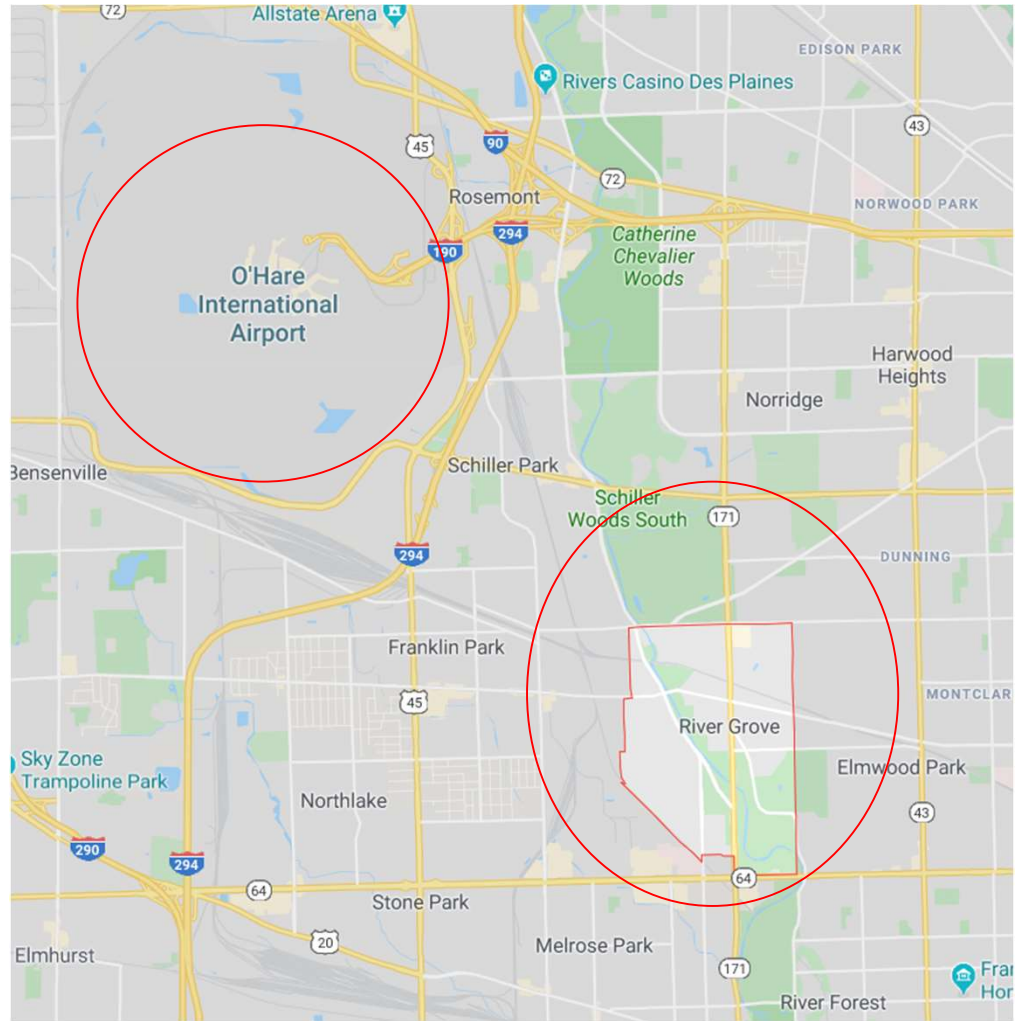 72
Allstate Arena
EDISON PARK
Rivers Casino Des Plaines
43
45
90
72
Rosemont
NORWOOD PARK
294
190
Catherine
Chevalier
Woods
O'Hare
International
Airport
Harwood
Heights
Norridge
Bensenville
Schiller Park
Schiller
Woods South
171
294
DUNNING
Franklin Park
45
MONTCLAR
River Grove
Sky Zone
Trampoline Park
Elmwood Park
Northlake
43
290
294
64
64
Stone Park
20
Melrose Park
Elmhurst
171
Fran
Hor
River Forest